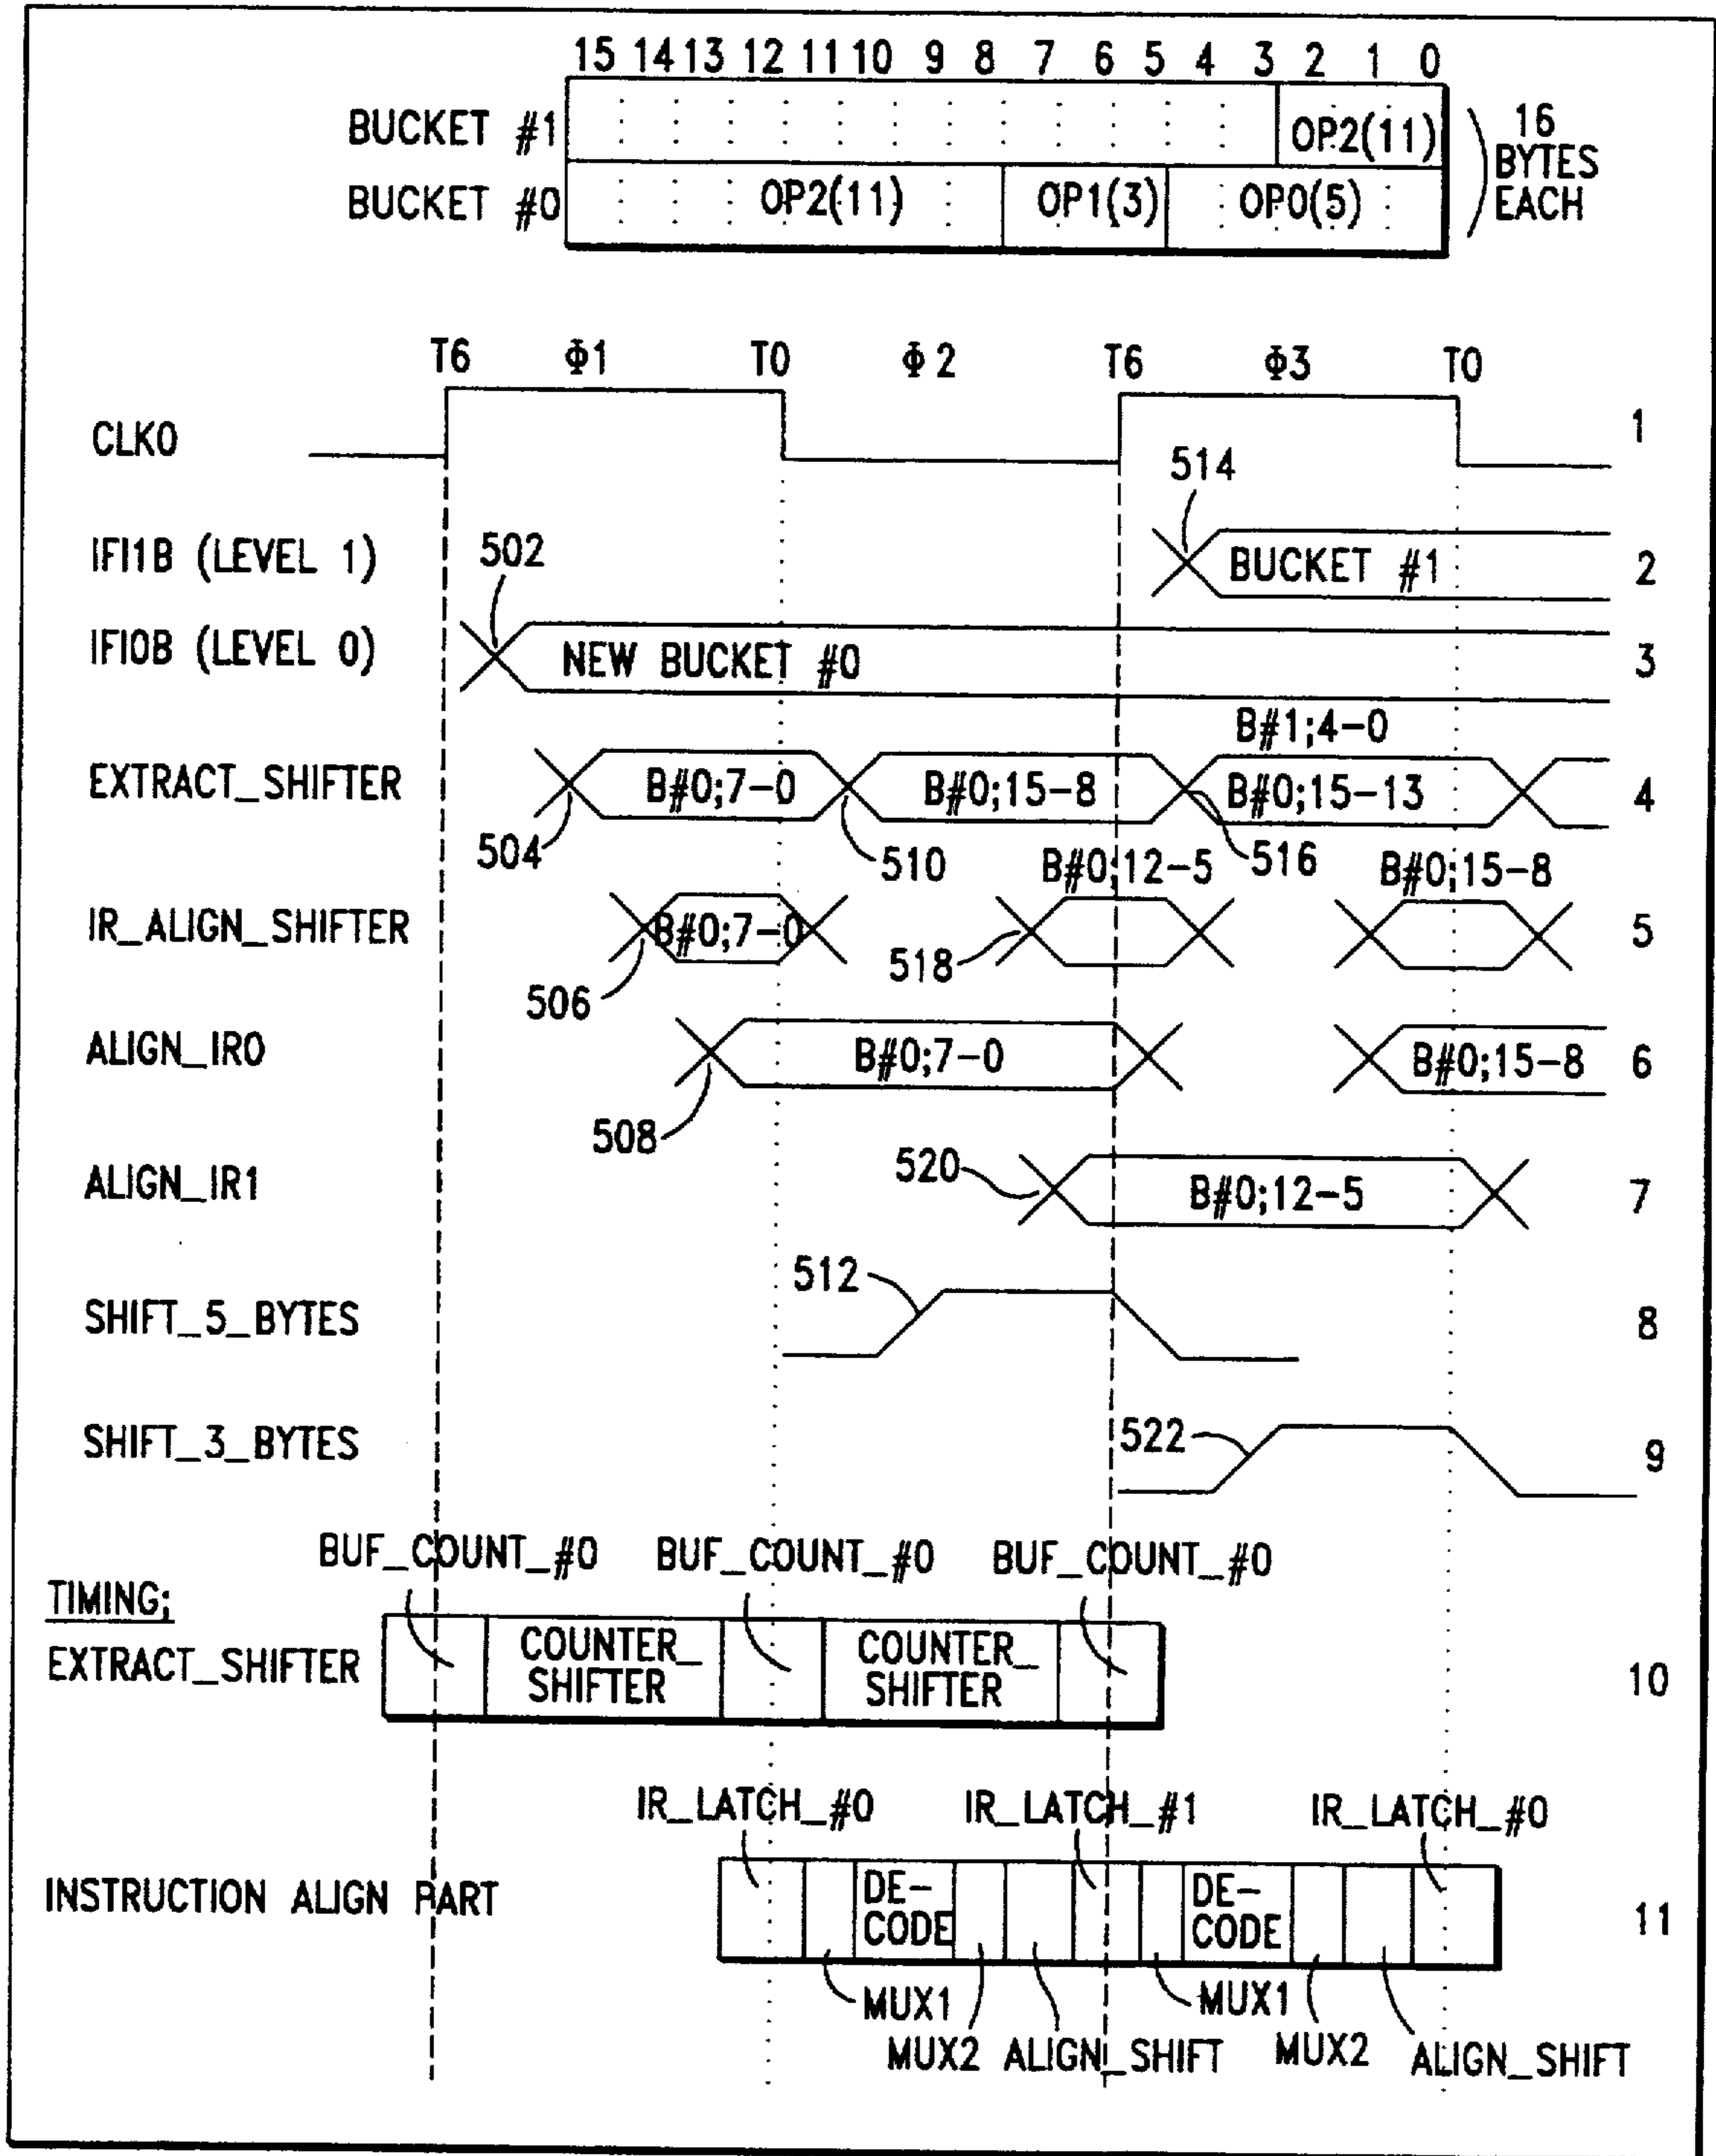 15 14 13 12 11 10 9 8 7 6 5 4 3 2 1 0
BUCKET #1 OP2(11)
BUCKET #0 OP2(11) OP1(3) OP0(5)
16
BYTES
EACH
T6 Φ1 T0 Φ2 T6 Φ3 T0
CLK0 1
514
IFI1B (LEVEL 1) 502 BUCKET #1 2
IFI0B (LEVEL 0) NEW BUCKET #0 3
B#1;4-0
EXTRACT_SHIFTER B#0;7-0 B#0;15-8 B#0;15-13 4
504 510 B#0;12-5 516 B#0;15-8
IR_ALIGN_SHIFTER B#0;7-0 518 5
506
ALIGN_IR0 B#0;7-0 B#0;15-8 6
508
ALIGN_IR1 520 B#0;12-5 7
512
SHIFT_5_BYTES 8
SHIFT_3_BYTES 522 9
BUF_COUNT_#0 BUF_COUNT_#0 BUF_COUNT_#0
TIMING;
EXTRACT_SHIFTER COUNTER_ SHIFTER COUNTER_ SHIFTER 10
IR_LATCH_#0 IR_LATCH_#1 IR_LATCH_#0
INSTRUCTION ALIGN PART DE- CODE DE- CODE 11
MUX1 MUX1
MUX2 ALIGN_SHIFT MUX2 ALIGN_SHIFT